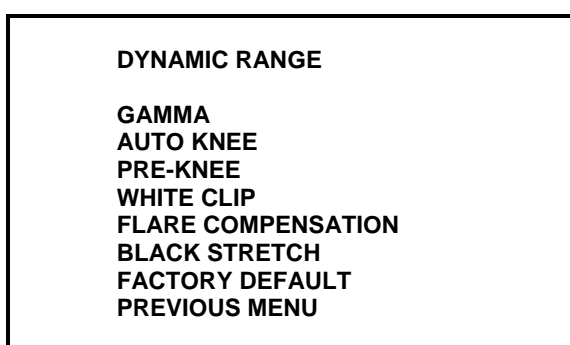 DYNAMIC RANGE
GAMMA
AUTO KNEE
PRE-KNEE
WHITE CLIP
FLARE COMPENSATION
BLACK STRETCH
FACTORY DEFAULT
PREVIOUS MENU